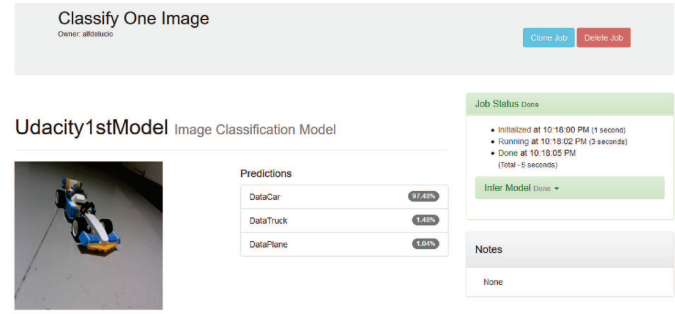 Classify One Image
Owner: alfdelucio
Clone Job
Delete Job
Udacity1stModel Image Classification Model
Predictions
DataCar 97.48%
DataTruck 1.48%
DataPlane 1.04%
Job Status Done
Initialized at 10:18:00 PM (1 second)
Running at 10:18:02 PM (3 seconds)
Done at 10:18:05 PM
(Total - 5 seconds)
Infer Model Done
Notes
None